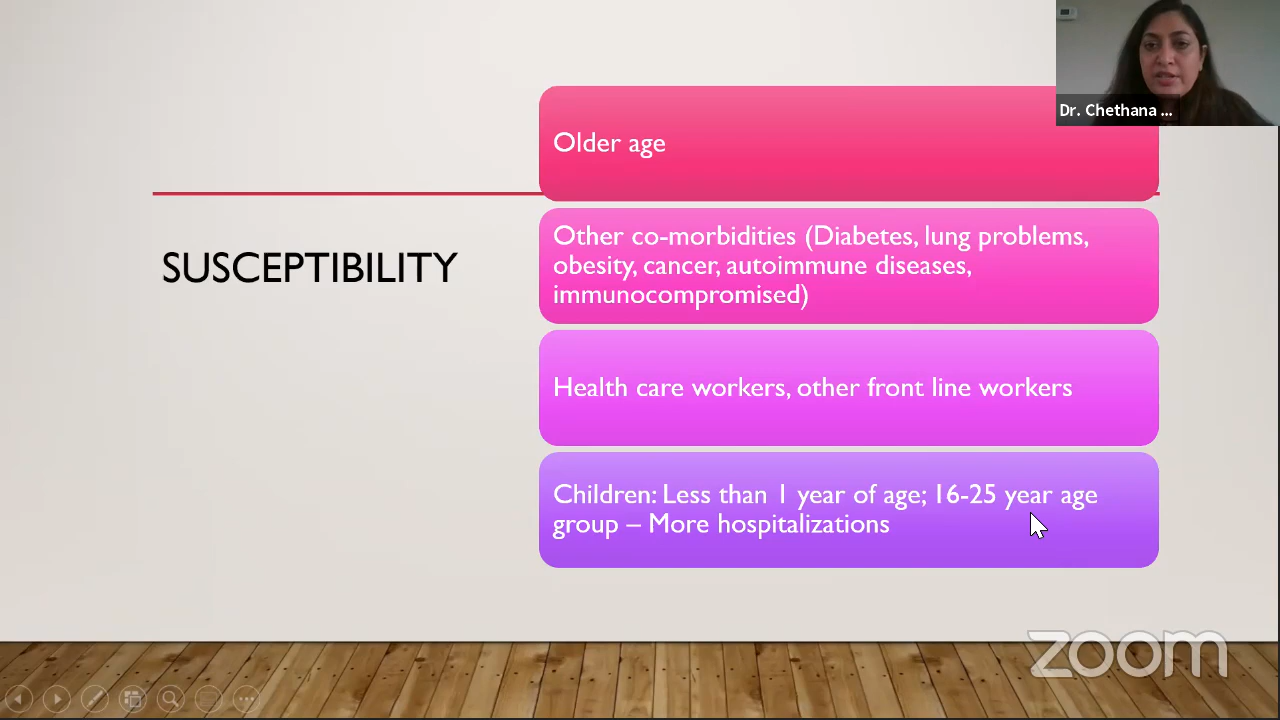 Dr. Chethana ...
Older age
SUSCEPTIBILITY
Other co-morbidities (Diabetes, lung problems,
obesity, cancer, autoimmune diseases,
immunocompromised)
Health care workers, other front line workers
Children: Less than 1 year of age; 16-25 year age
group – More hospitalizations
zoom